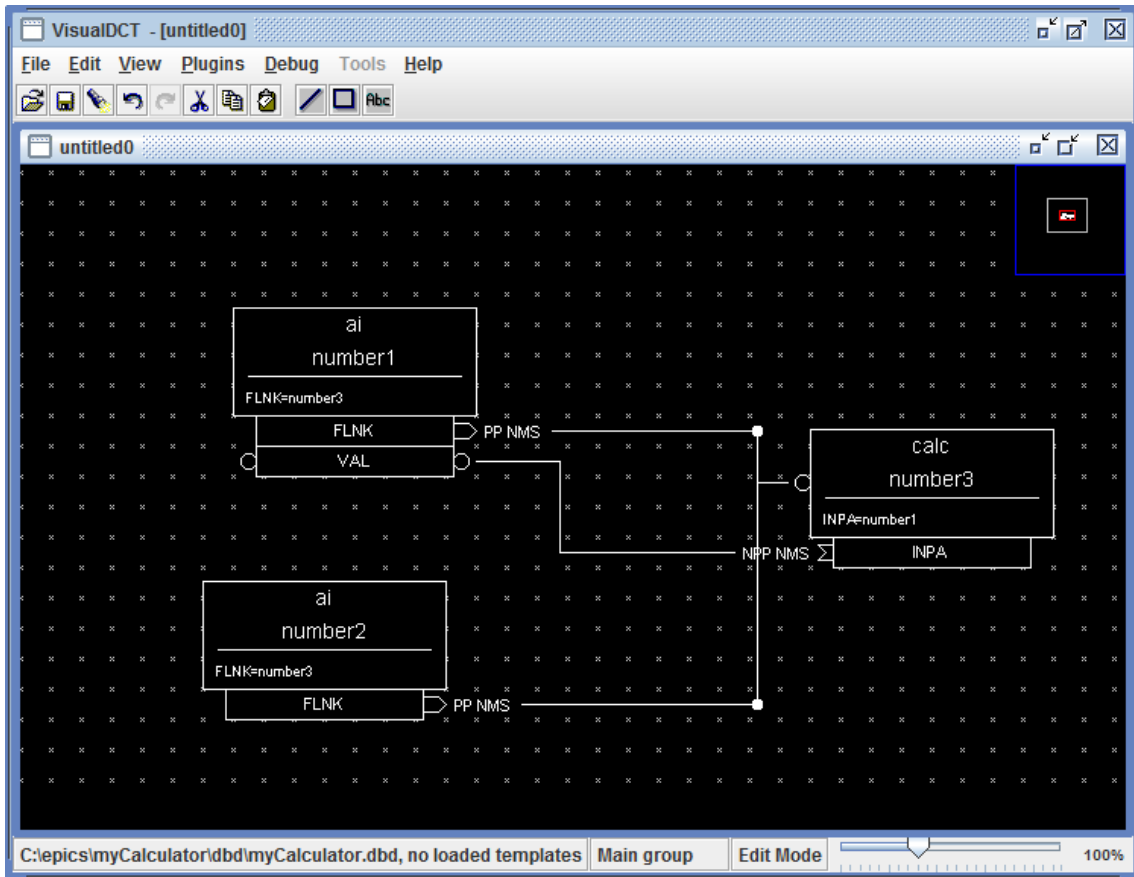 VisualDCT - [untitled0]
File Edit View Plugins Debug Tools Help
Abc
untitled0
ai
number1
FLNK=number3
FLNK
PP NMS
VAL
calc
number3
INPA=number1
NPP NMS
INPA
ai
number2
FLNK=number3
FLNK
PP NMS
C:\epics\myCalculator\dbd\myCalculator.dbd, no loaded templates Main group Edit Mode 100%